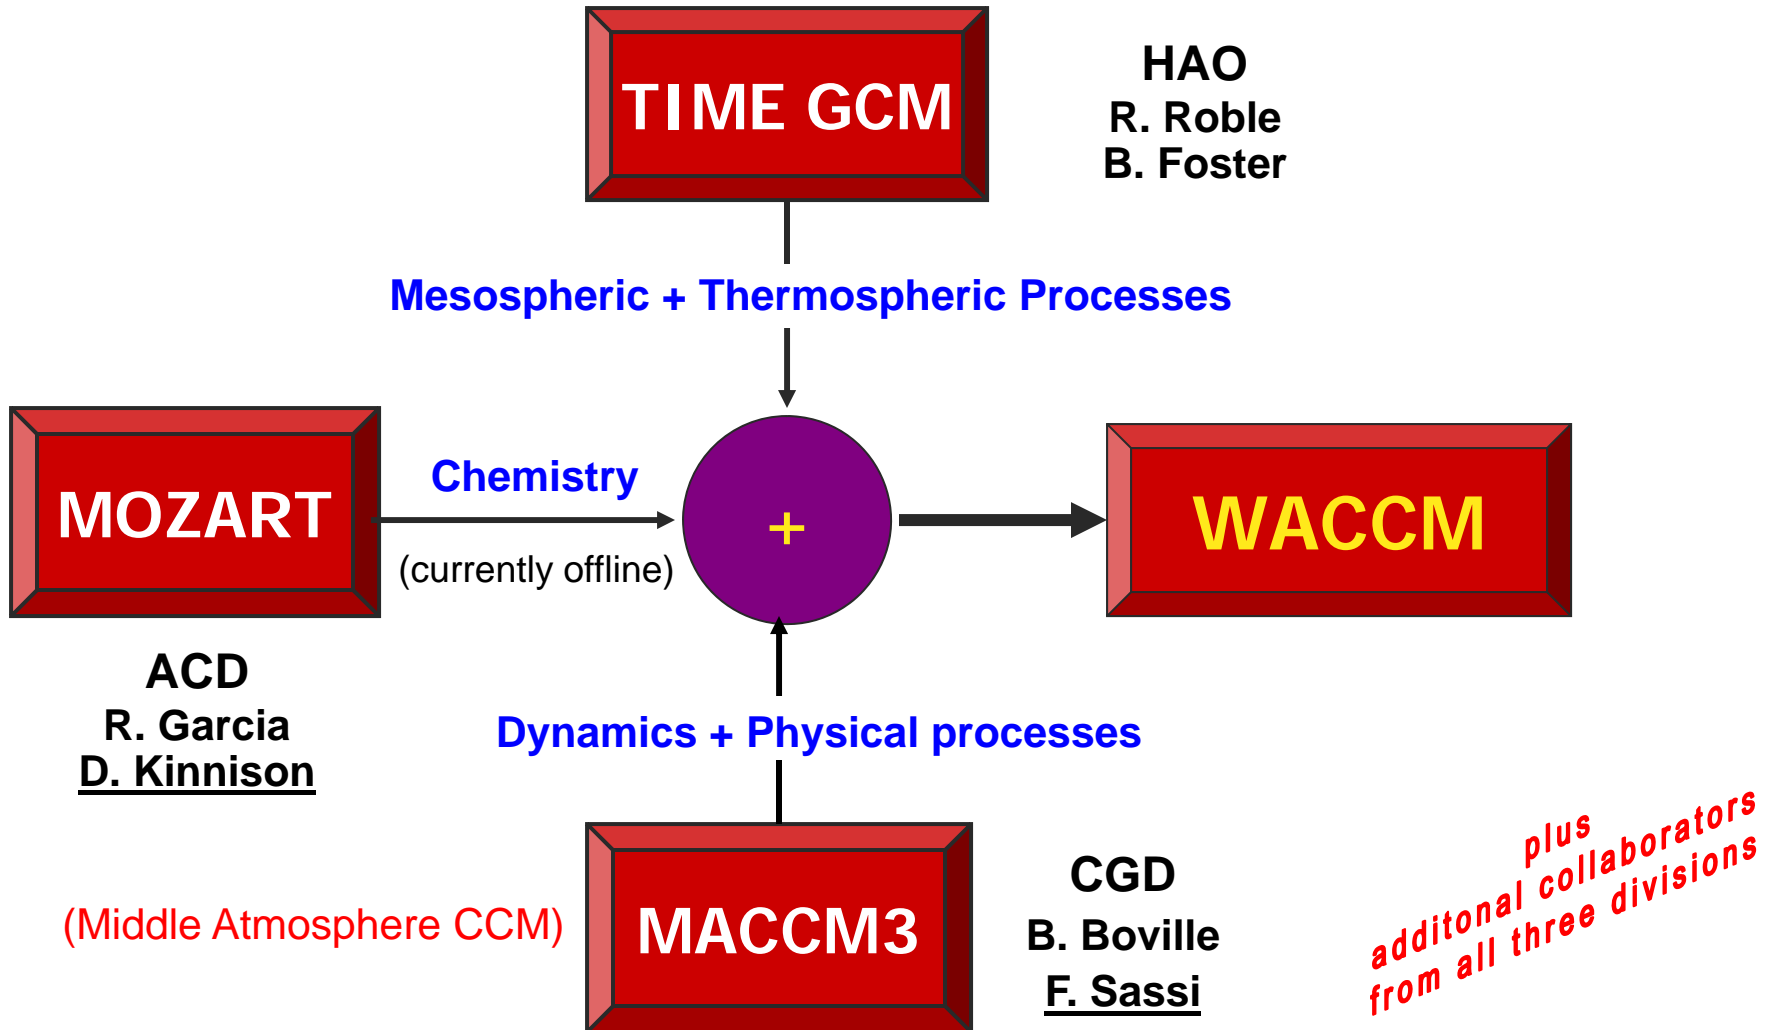 TIME GCM
HAO
R. Roble
B. Foster
Mesospheric + Thermospheric Processes
MOZART
Chemistry
(currently offline)
+
WACCM
ACD
R. Garcia
D. Kinnison
Dynamics + Physical processes
(Middle Atmosphere CCM)
MACCM3
CGD
B. Boville
F. Sassi
plus
additonal collaborators
from all three divisions